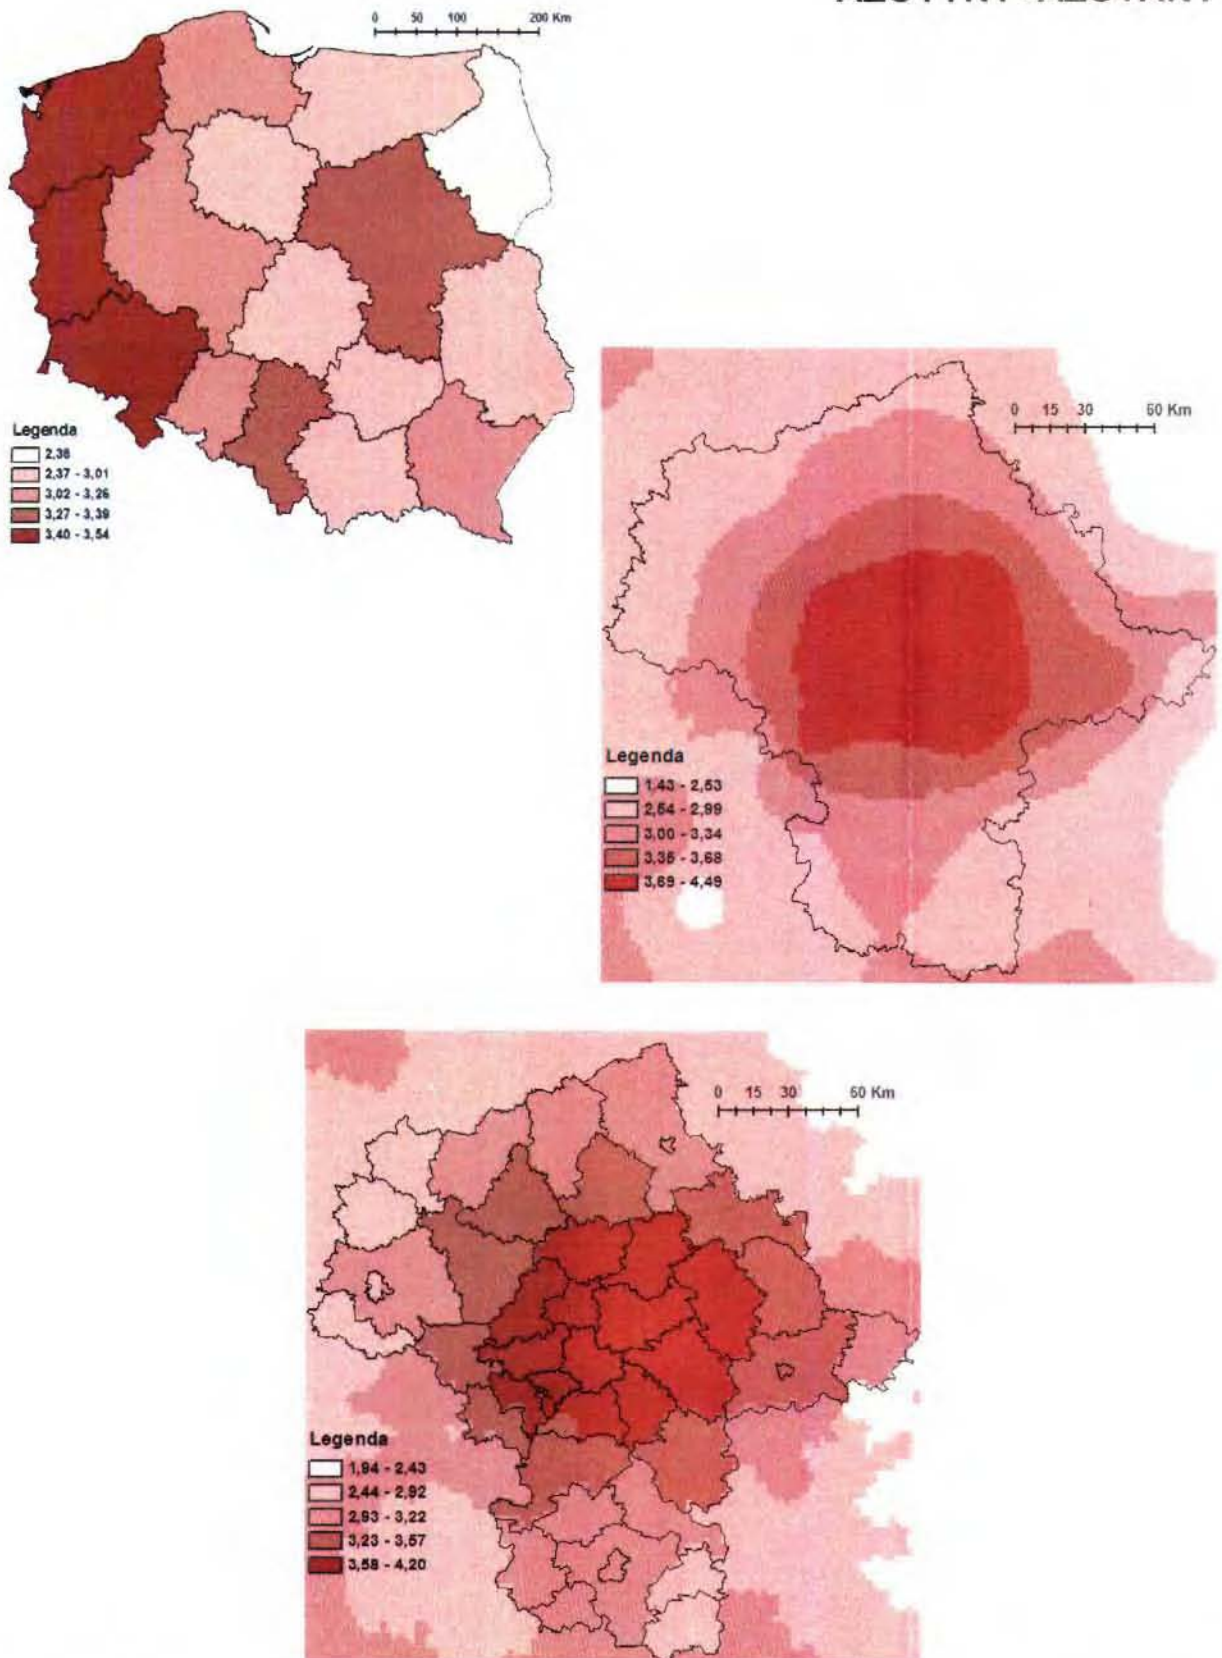 0 50 100 200 Km
Legenda
2,36
2,37 - 3,01
3,02 - 3,26
3,27 - 3,39
3,40 - 3,54
0 15 30 60 Km
Legenda
1,43 - 2,53
2,54 - 2,99
3,00 - 3,34
3,35 - 3,68
3,69 - 4,49
0 15 30 60 Km
Legenda
1,94 - 2,43
2,44 - 2,92
2,93 - 3,22
3,23 - 3,57
3,58 - 4,20